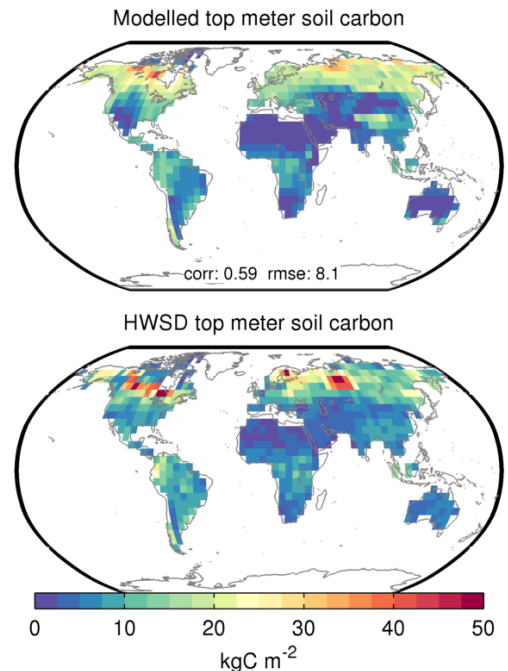 Modelled top meter soil carbon
corr: 0.59 rmse: 8.1
HWSD top meter soil carbon
0 10 20 30 40 50
kgC m⁻²